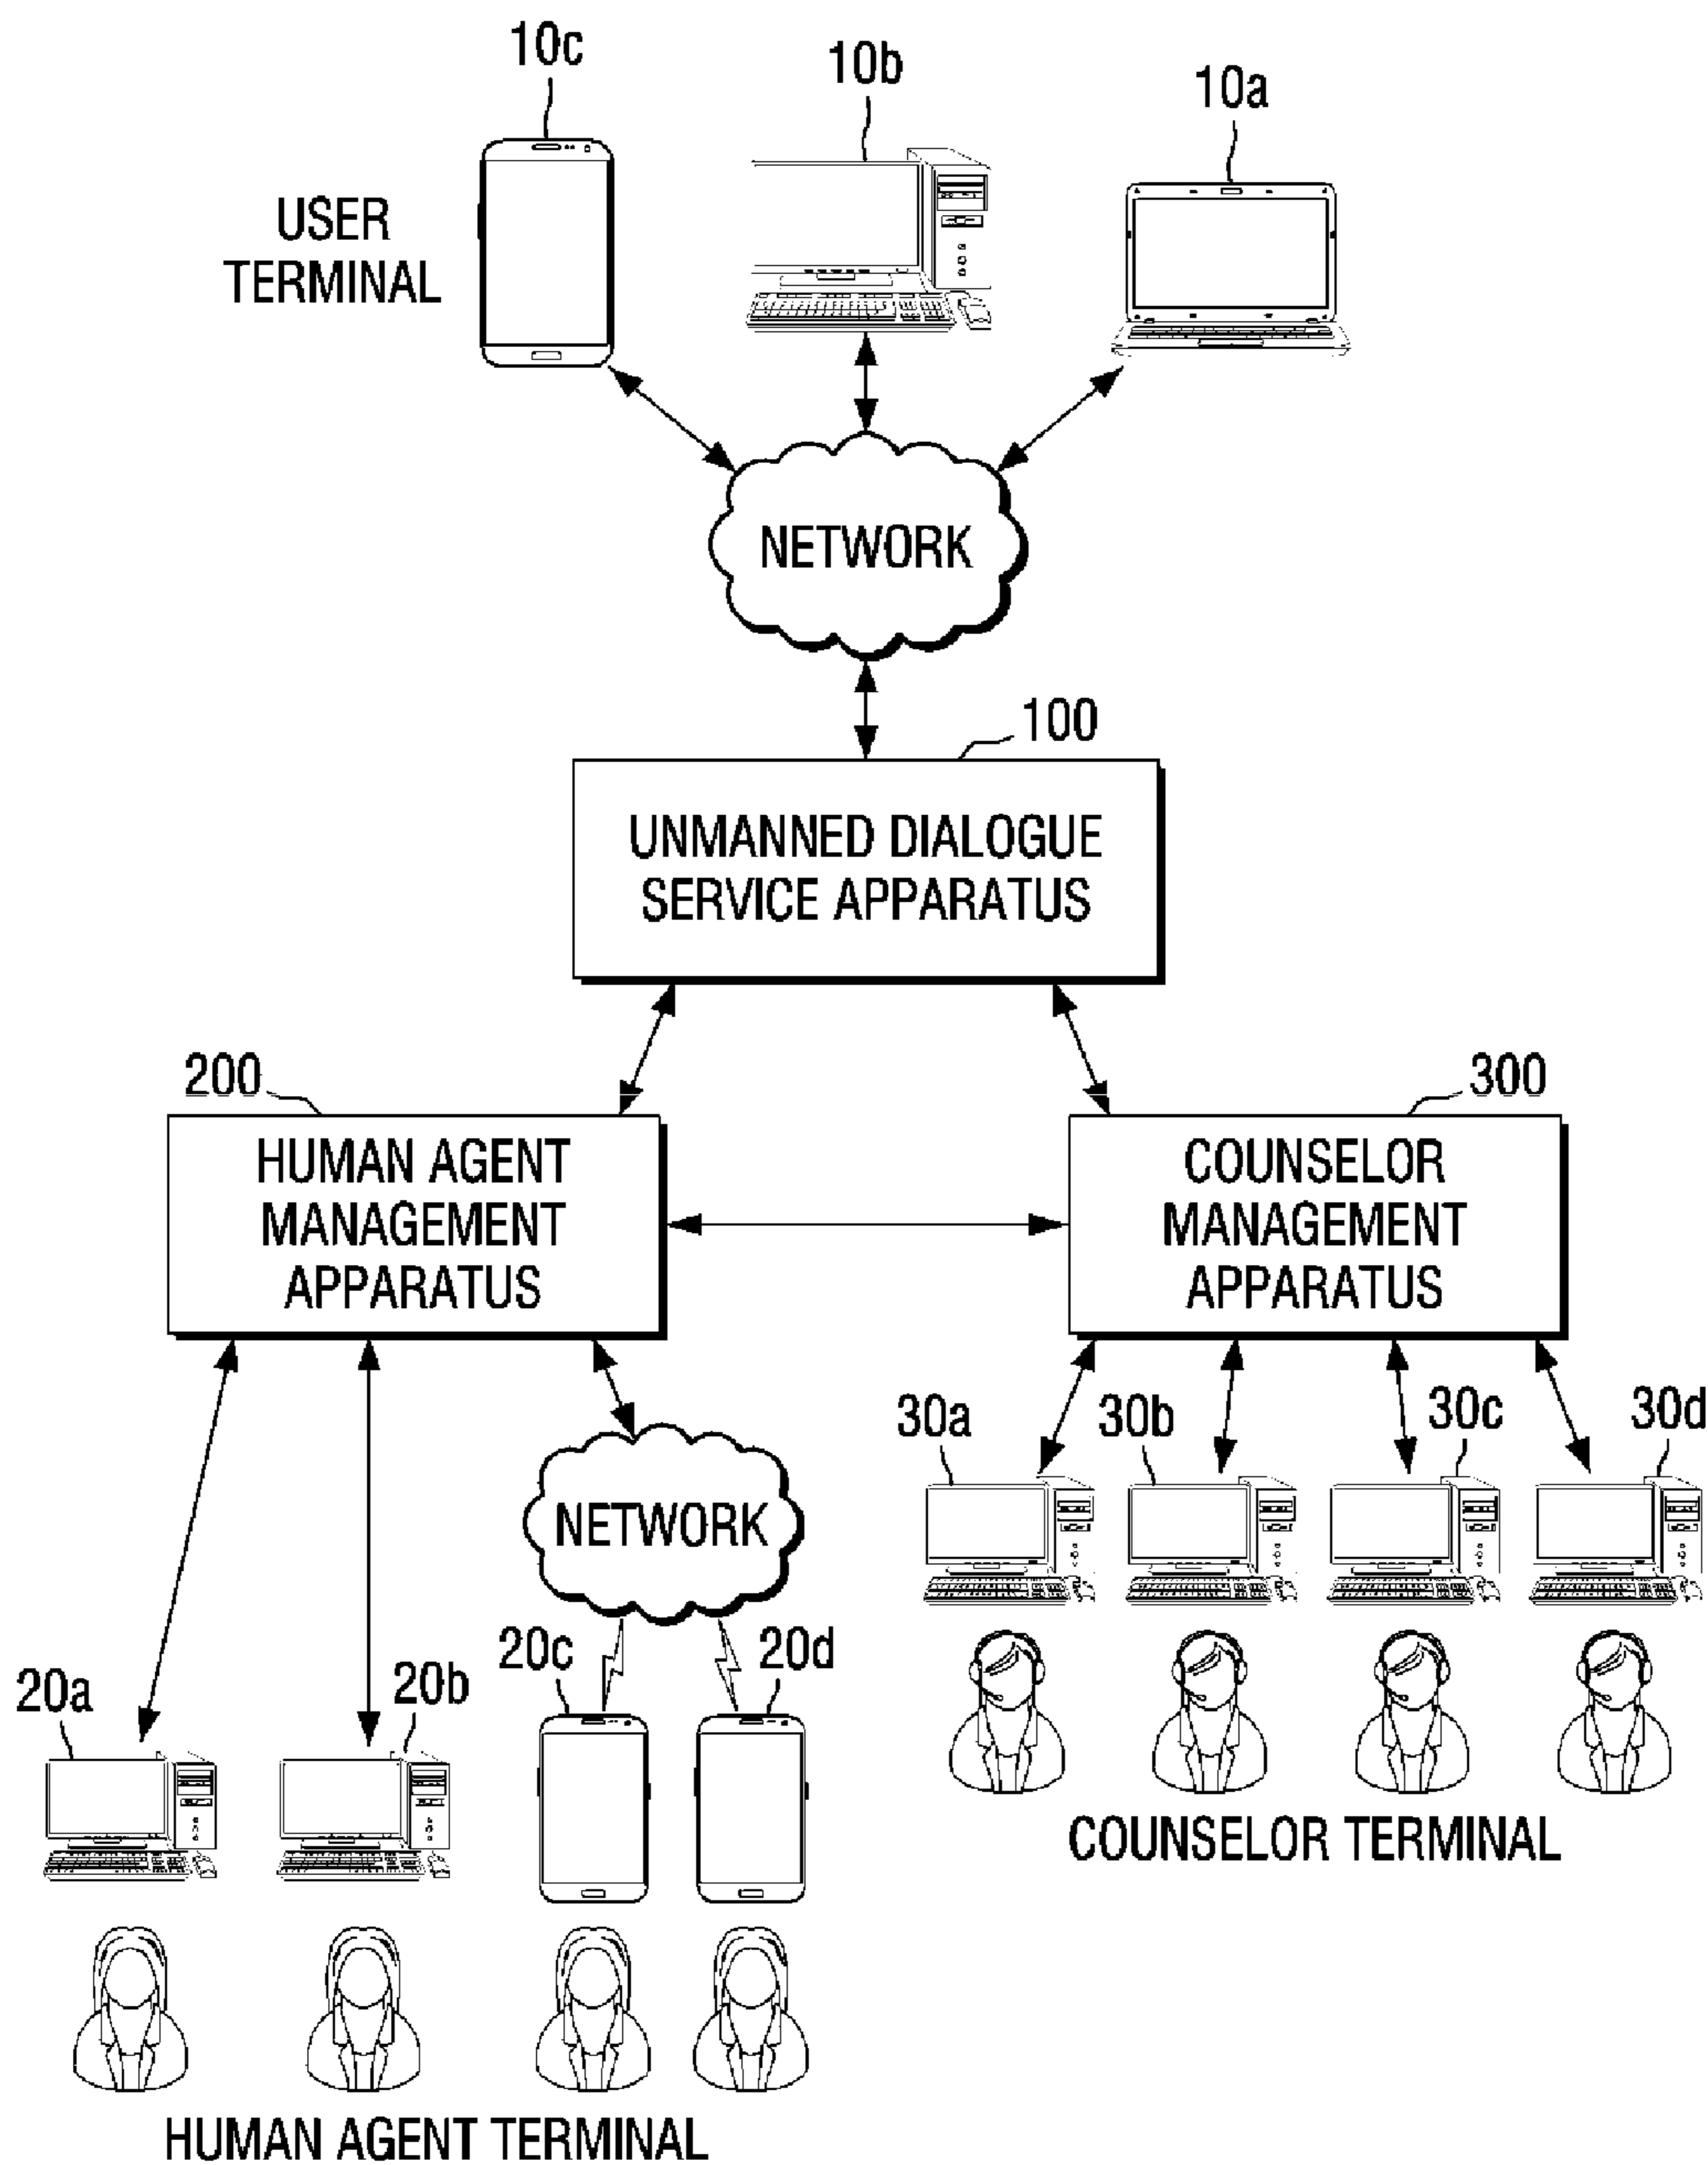 10c
10b
10a
USER
TERMINAL
NETWORK
100
UNMANNED DIALOGUE
SERVICE APPARATUS
200
300
HUMAN AGENT
MANAGEMENT
APPARATUS
COUNSELOR
MANAGEMENT
APPARATUS
30a
30b
30c
30d
NETWORK
20a
20b
20c
20d
COUNSELOR TERMINAL
HUMAN AGENT TERMINAL